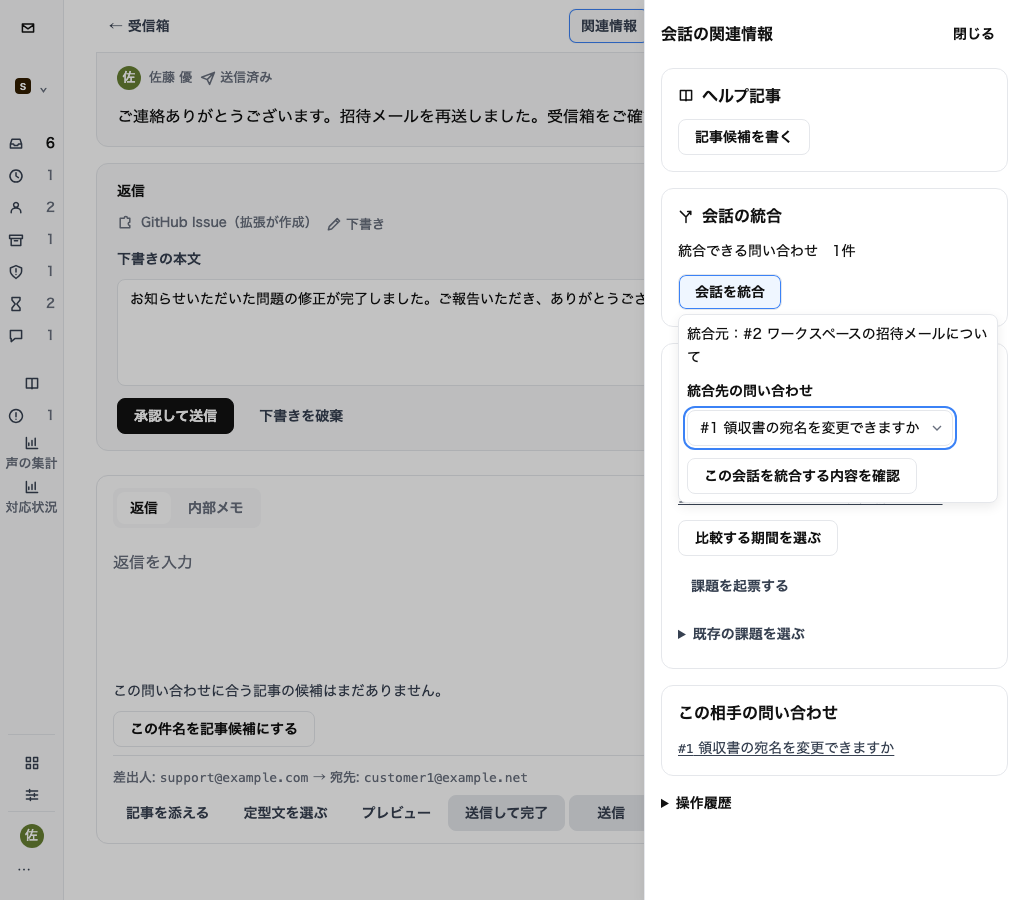 S
6
1
2
1
1
2
1
1
声の集計
対応状況
佐
…
← 受信箱
関連情報
佐 佐藤 優 送信済み
ご連絡ありがとうございます。招待メールを再送しました。受信箱をご確
返信
GitHub Issue（拡張が作成） 下書き
下書きの本文
お知らせいただいた問題の修正が完了しました。ご報告いただき、ありがとうござ
承認して送信 下書きを破棄
返信 内部メモ
返信を入力
この問い合わせに合う記事の候補はまだありません。
この件名を記事候補にする
差出人: support@example.com → 宛先: customer1@example.net
記事を添える 定型文を選ぶ プレビュー 送信して完了 送信
会話の関連情報 閉じる
ヘルプ記事
記事候補を書く
会話の統合
統合できる問い合わせ 1件
会話を統合
統合元：#2 ワークスペースの招待メールについ
て
統合先の問い合わせ
#1 領収書の宛名を変更できますか
この会話を統合する内容を確認
比較する期間を選ぶ
課題を起票する
▶ 既存の課題を選ぶ
この相手の問い合わせ
#1 領収書の宛名を変更できますか
▶ 操作履歴